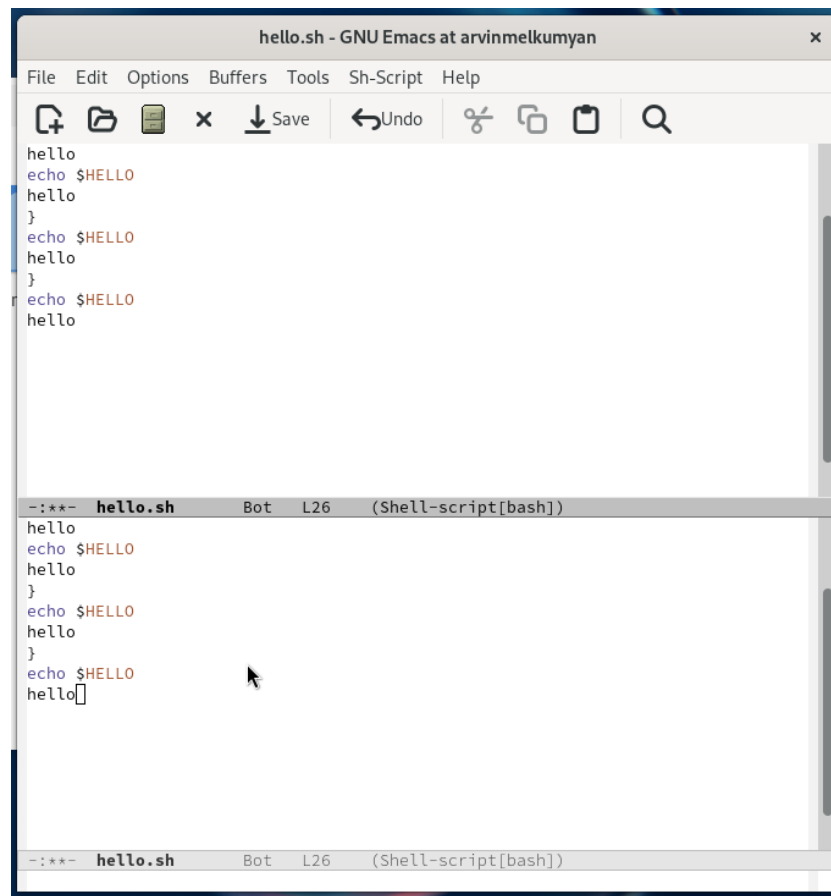 hello.sh - GNU Emacs at arvinmelkumyan ×
File Edit Options Buffers Tools Sh-Script Help
Save Undo
hello
echo $HELLO
hello
}
echo $HELLO
hello
}
echo $HELLO
hello
-:**- hello.sh Bot L26 (Shell-script[bash])
hello
echo $HELLO
hello
}
echo $HELLO
hello
}
echo $HELLO
hello
-:**- hello.sh Bot L26 (Shell-script[bash])